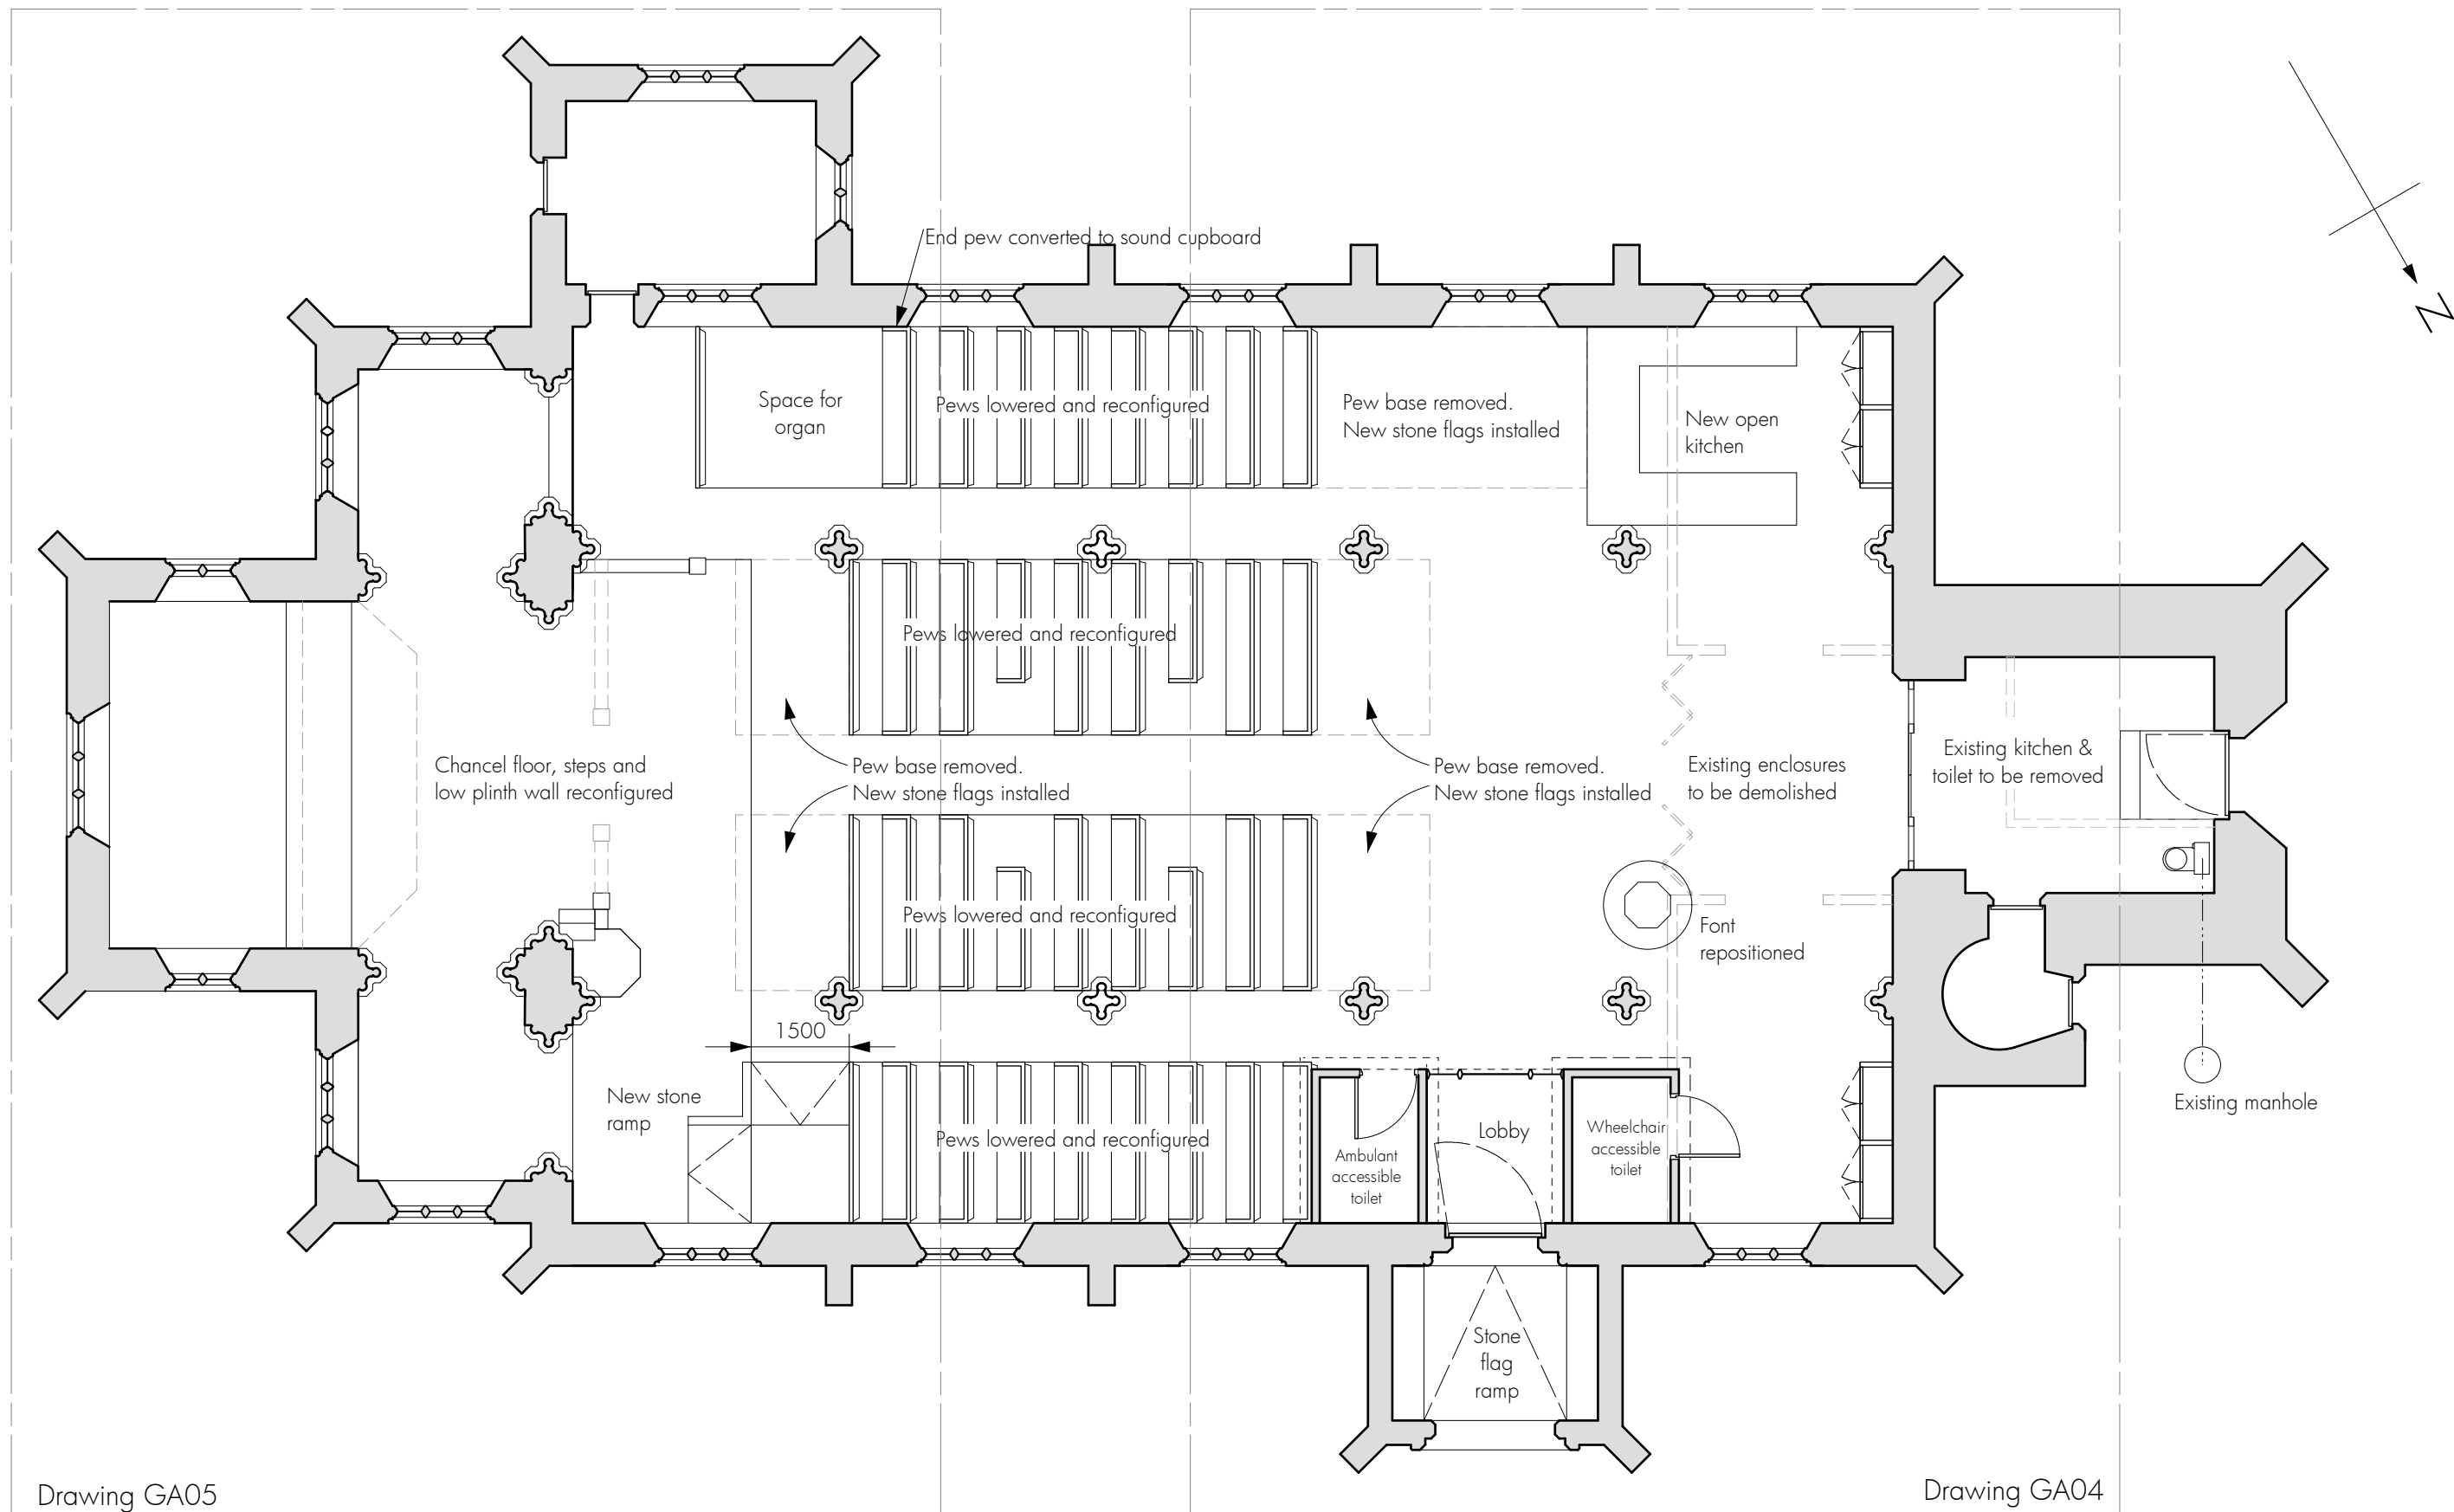 End pew converted to sound cupboard
N
Space for
organ
Pews lowered and reconfigured
Pew base removed.
New stone flags installed
New open
kitchen
Pews lowered and reconfigured
Chancel floor, steps and
low plinth wall reconfigured
Pew base removed.
New stone flags installed
Pew base removed.
New stone flags installed
Existing enclosures
to be demolished
Existing kitchen &
toilet to be removed
Pews lowered and reconfigured
Font
repositioned
1500
New stone
ramp
Pews lowered and reconfigured
Ambulant
accessible
toilet
Lobby
Wheelchair
accessible
toilet
Existing manhole
Stone
flag
ramp
Drawing GA05
Drawing GA04